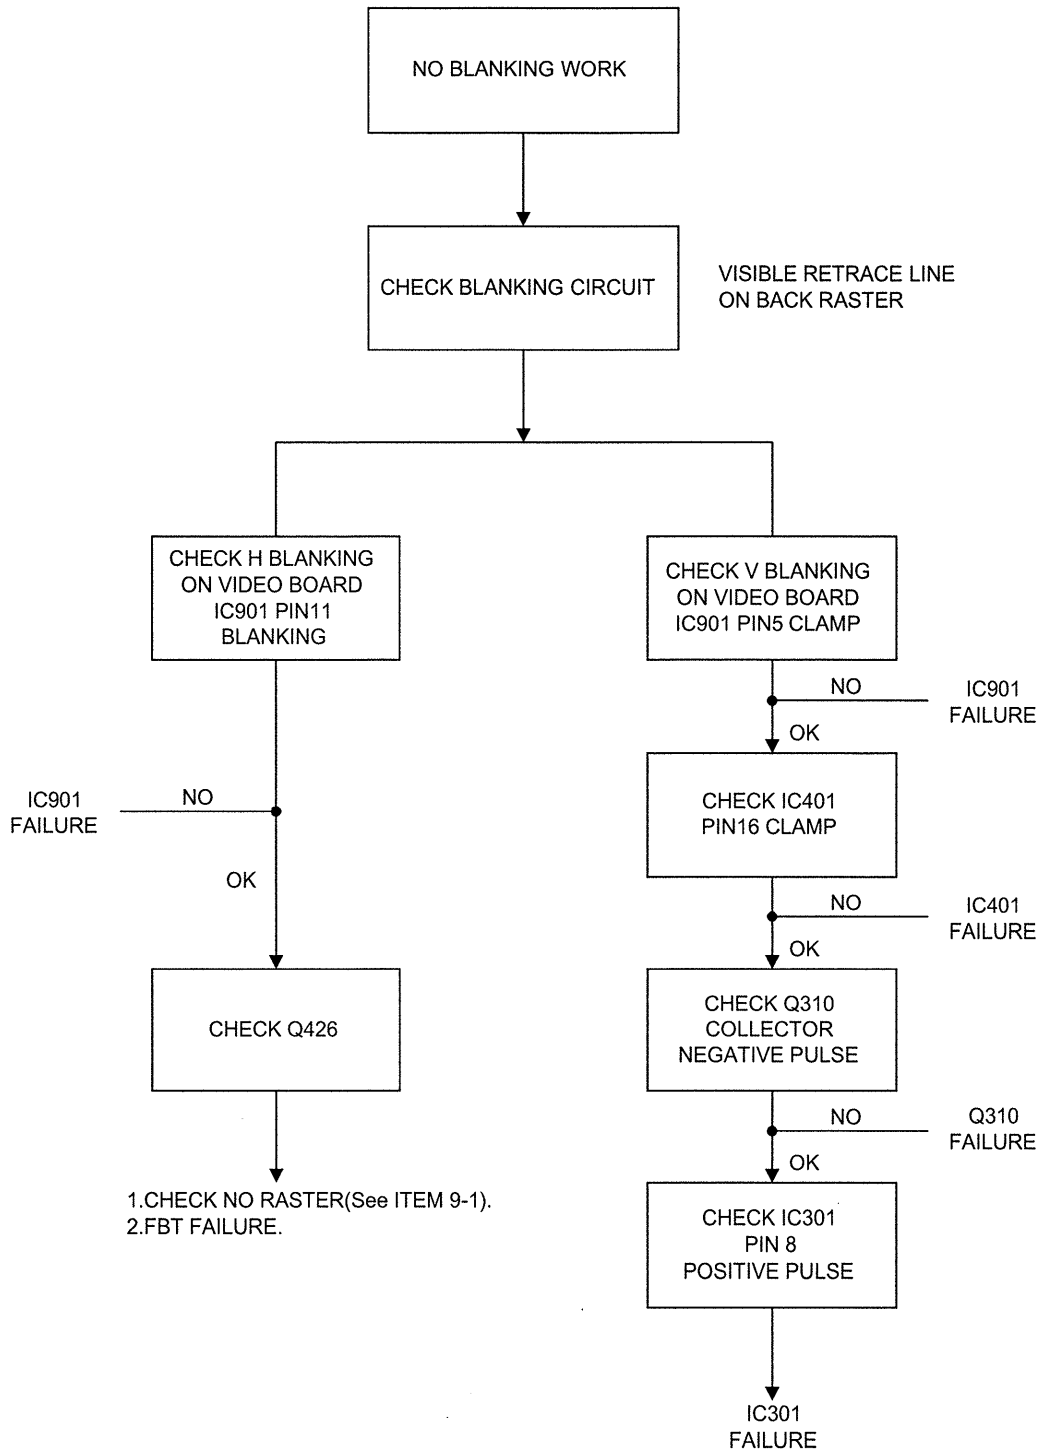 NO BLANKING WORK
CHECK BLANKING CIRCUIT
VISIBLE RETRACE LINE
ON BACK RASTER
CHECK H BLANKING
ON VIDEO BOARD
IC901 PIN11
BLANKING
NO
IC901
FAILURE
OK
CHECK Q426
1.CHECK NO RASTER(See ITEM 9-1).
2.FBT FAILURE.
CHECK V BLANKING
ON VIDEO BOARD
IC901 PIN5 CLAMP
NO
IC901
FAILURE
OK
CHECK IC401
PIN16 CLAMP
NO
IC401
FAILURE
OK
CHECK Q310
COLLECTOR
NEGATIVE PULSE
NO
Q310
FAILURE
OK
CHECK IC301
PIN 8
POSITIVE PULSE
IC301
FAILURE